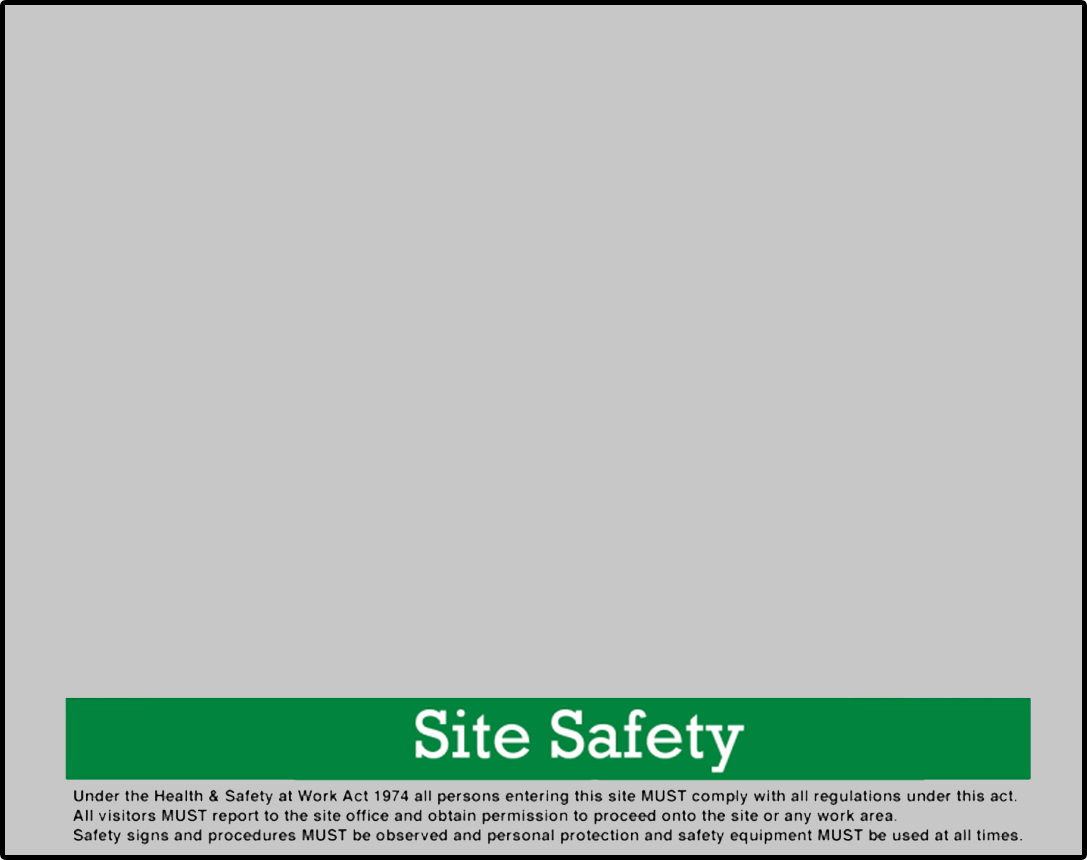 Site Safety
Under the Health & Safety at Work Act 1974 all persons entering this site MUST comply with all regulations under this act.
All visitors MUST report to the site office and obtain permission to proceed onto the site or any work area.
Safety signs and procedures MUST be observed and personal protection and safety equipment MUST be used at all times.